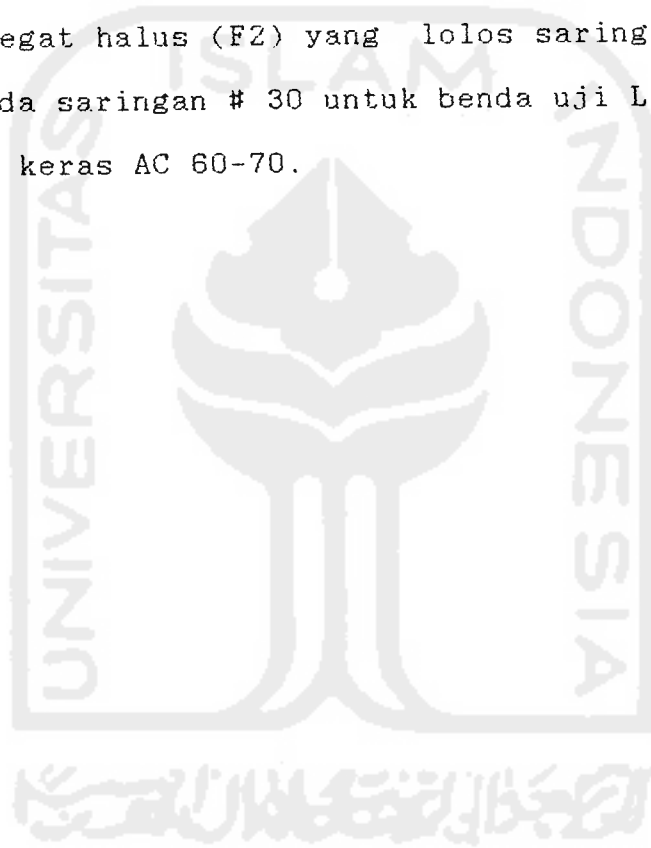 egat halus (F2) yang lolos saring
da saringan # 30 untuk benda uji L
keras AC 60-70.
ISLAM
UNIVERSITAS
INDONESIA